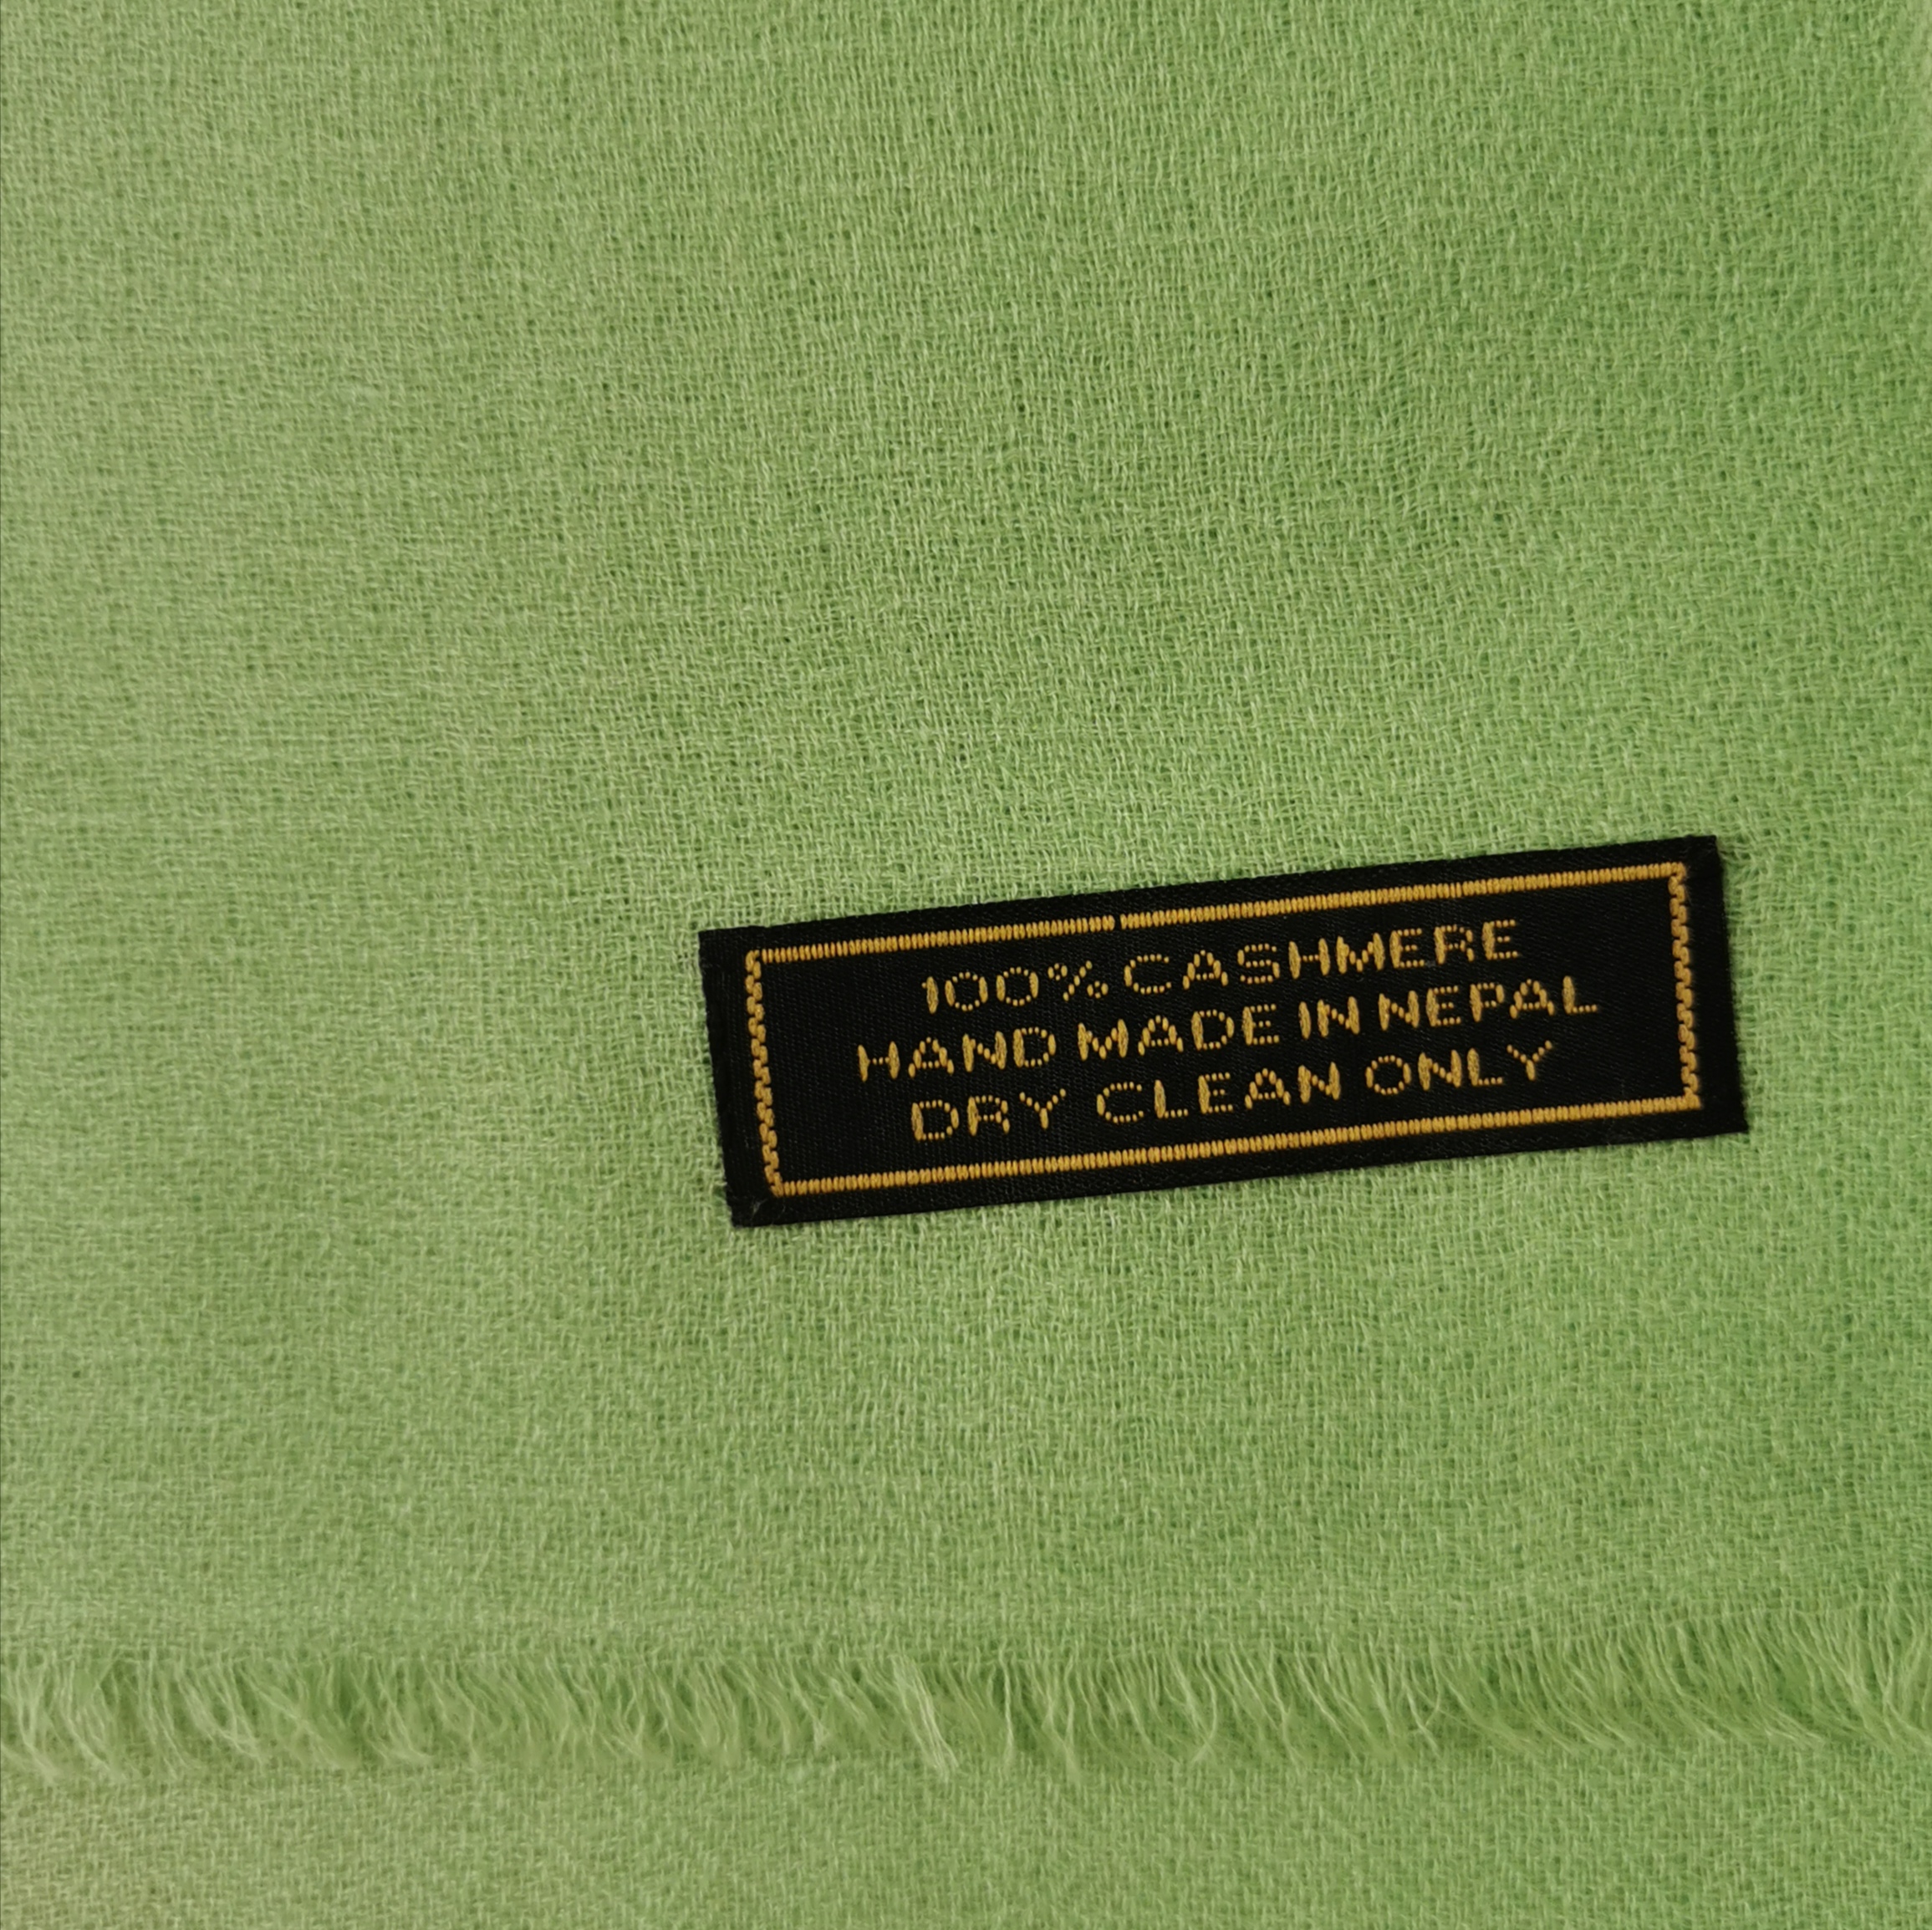 100% CASHMERE
HAND MADE IN NEPAL
DRY CLEAN ONLY